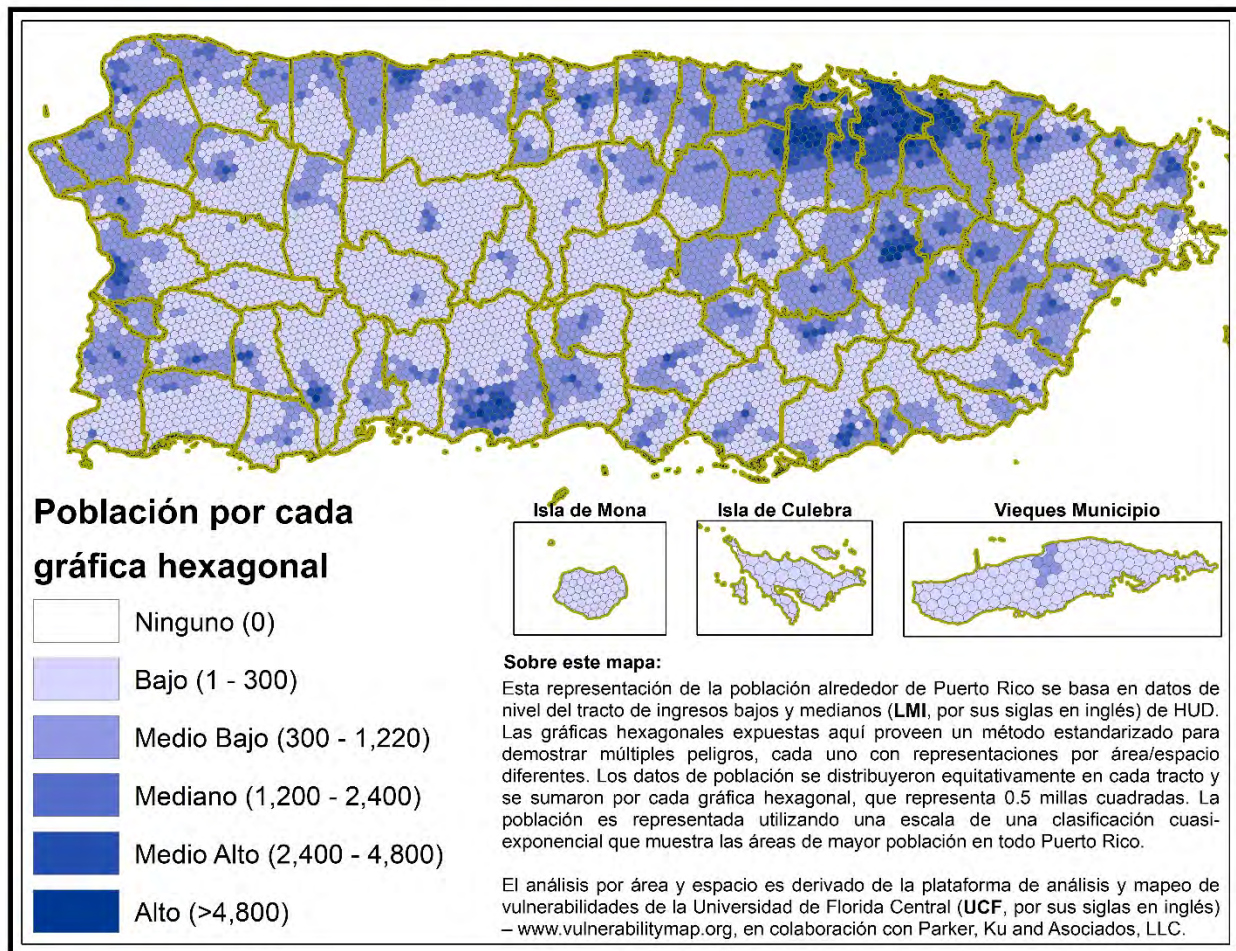 Población por cada
gráfica hexagonal
Ninguno (0)
Bajo (1 - 300)
Medio Bajo (300 - 1,220)
Mediano (1,200 - 2,400)
Medio Alto (2,400 - 4,800)
Alto (>4,800)
Isla de Mona
Isla de Culebra
Vieques Municipio
Sobre este mapa:
Esta representación de la población alrededor de Puerto Rico se basa en datos de
nivel del tracto de ingresos bajos y medianos (LMI, por sus siglas en inglés) de HUD.
Las gráficas hexagonales expuestas aquí proveen un método estandarizado para
demostrar múltiples peligros, cada uno con representaciones por área/espacio
diferentes. Los datos de población se distribuyeron equitativamente en cada tracto y
se sumaron por cada gráfica hexagonal, que representa 0.5 millas cuadradas. La
población es representada utilizando una escala de una clasificación cuasi-
exponencial que muestra las áreas de mayor población en todo Puerto Rico.
El análisis por área y espacio es derivado de la plataforma de análisis y mapeo de
vulnerabilidades de la Universidad de Florida Central (UCF, por sus siglas en inglés)
– www.vulnerabilitymap.org, en colaboración con Parker, Ku and Asociados, LLC.